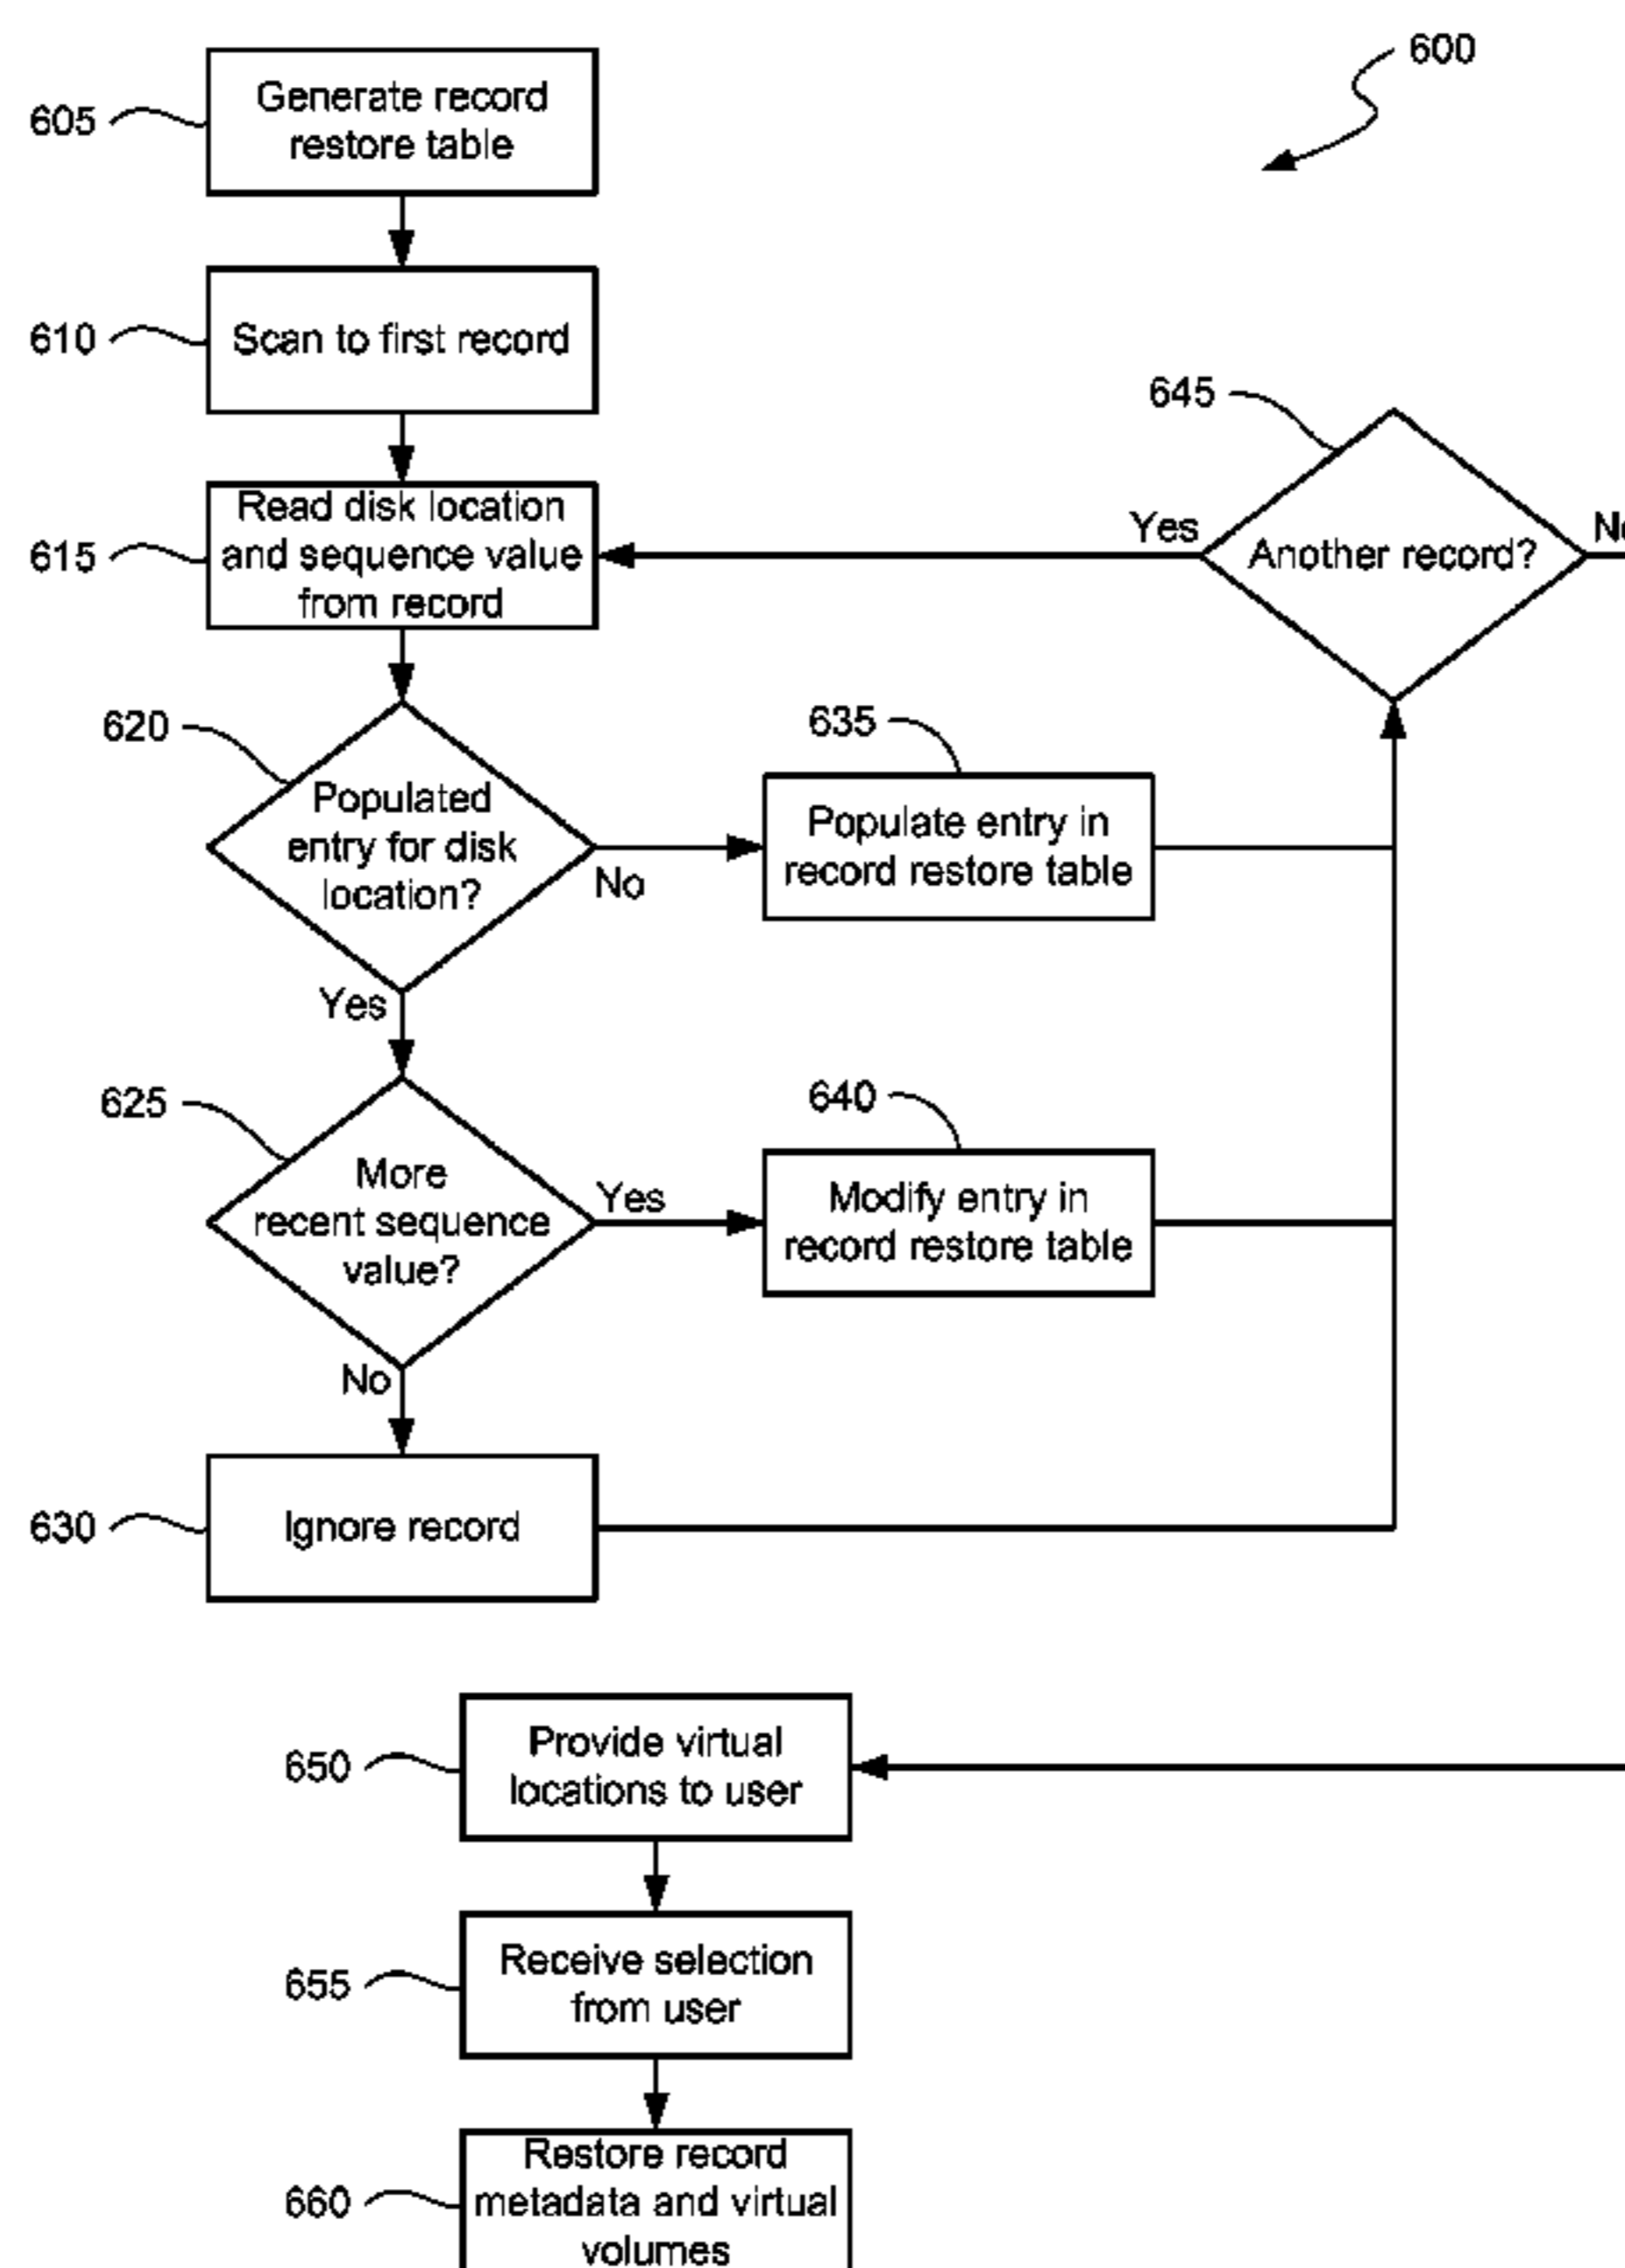 600
605
Generate record
restore table
610
Scan to first record
645
615
Read disk location
and sequence value
from record
Yes
Another record?
620
Populated
entry for disk
location?
No
635
Populate entry in
record restore table
Yes
625
More
recent sequence
value?
Yes
640
Modify entry in
record restore table
No
630
Ignore record
650
Provide virtual
locations to user
655
Receive selection
from user
660
Restore record
metadata and virtual
volumes